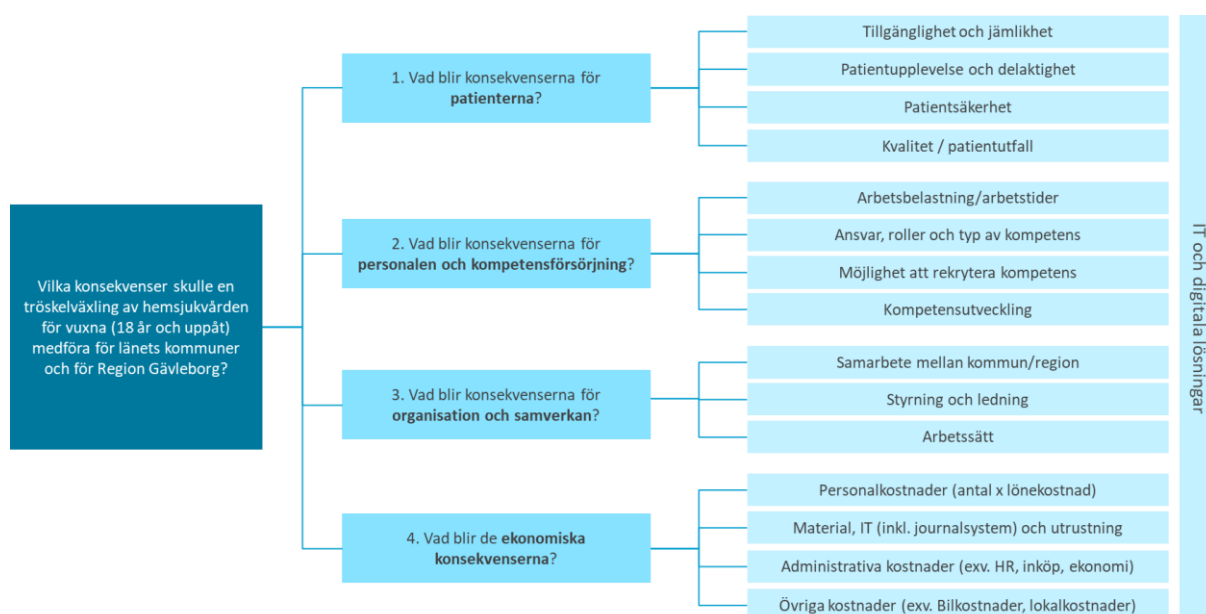 Vilka konsekvenser skulle en
tröskelväxling av hemsjukvården
för vuxna (18 år och uppåt)
medföra för länets kommuner
och för Region Gävleborg?
1. Vad blir konsekvenserna för
patienterna?
Tillgänglighet och jämlikhet
Patientupplevelse och delaktighet
Patientsäkerhet
Kvalitet / patientutfall
2. Vad blir konsekvenserna för
personalen och kompetensförsörjning?
Arbetsbelastning/arbetstider
Ansvar, roller och typ av kompetens
Möjlighet att rekrytera kompetens
Kompetensutveckling
3. Vad blir konsekvenserna för
organisation och samverkan?
Samarbete mellan kommun/region
Styrning och ledning
Arbetssätt
4. Vad blir de ekonomiska
konsekvenserna?
Personalkostnader (antal x lönekostnad)
Material, IT (inkl. journalsystem) och utrustning
Administrativa kostnader (exv. HR, inköp, ekonomi)
Övriga kostnader (exv. Bilkostnader, lokalkostnader)
IT och digitala lösningar